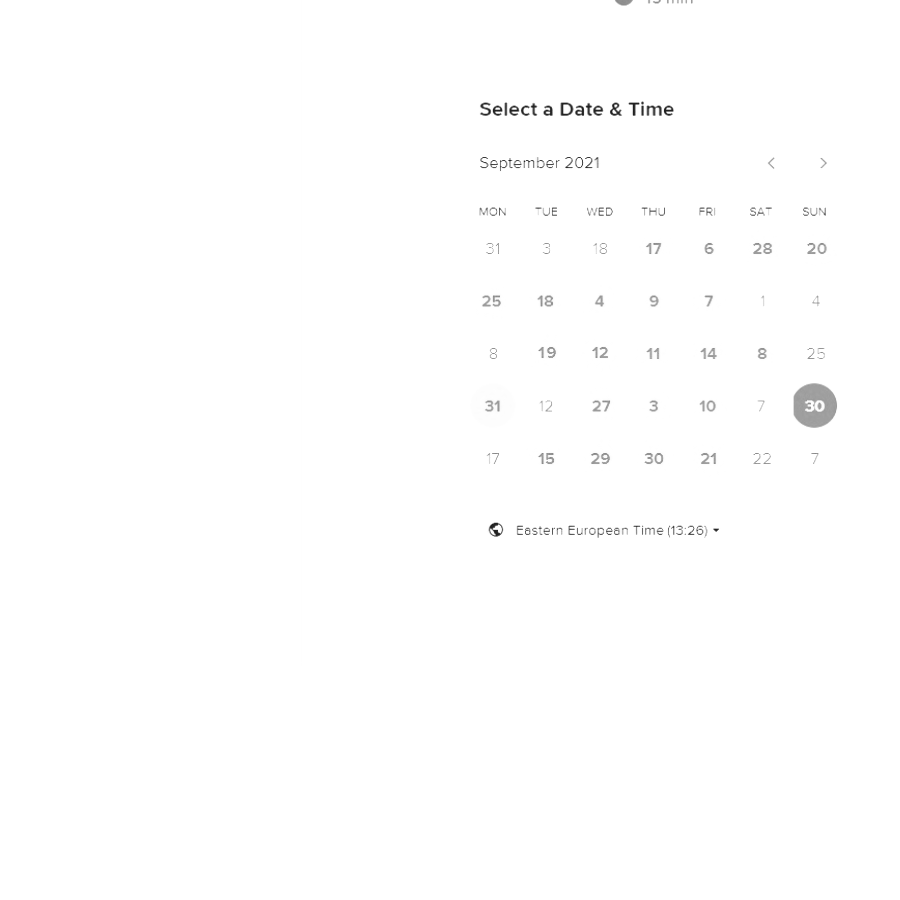 15 min
Select a Date & Time
September 2021
MON TUE WED THU FRI SAT SUN
31 3 18 17 6 28 20
25 18 4 9 7 1 4
8 19 12 11 14 8 25
31 12 27 3 10 7 30
17 15 29 30 21 22 7
Eastern European Time (13:26)